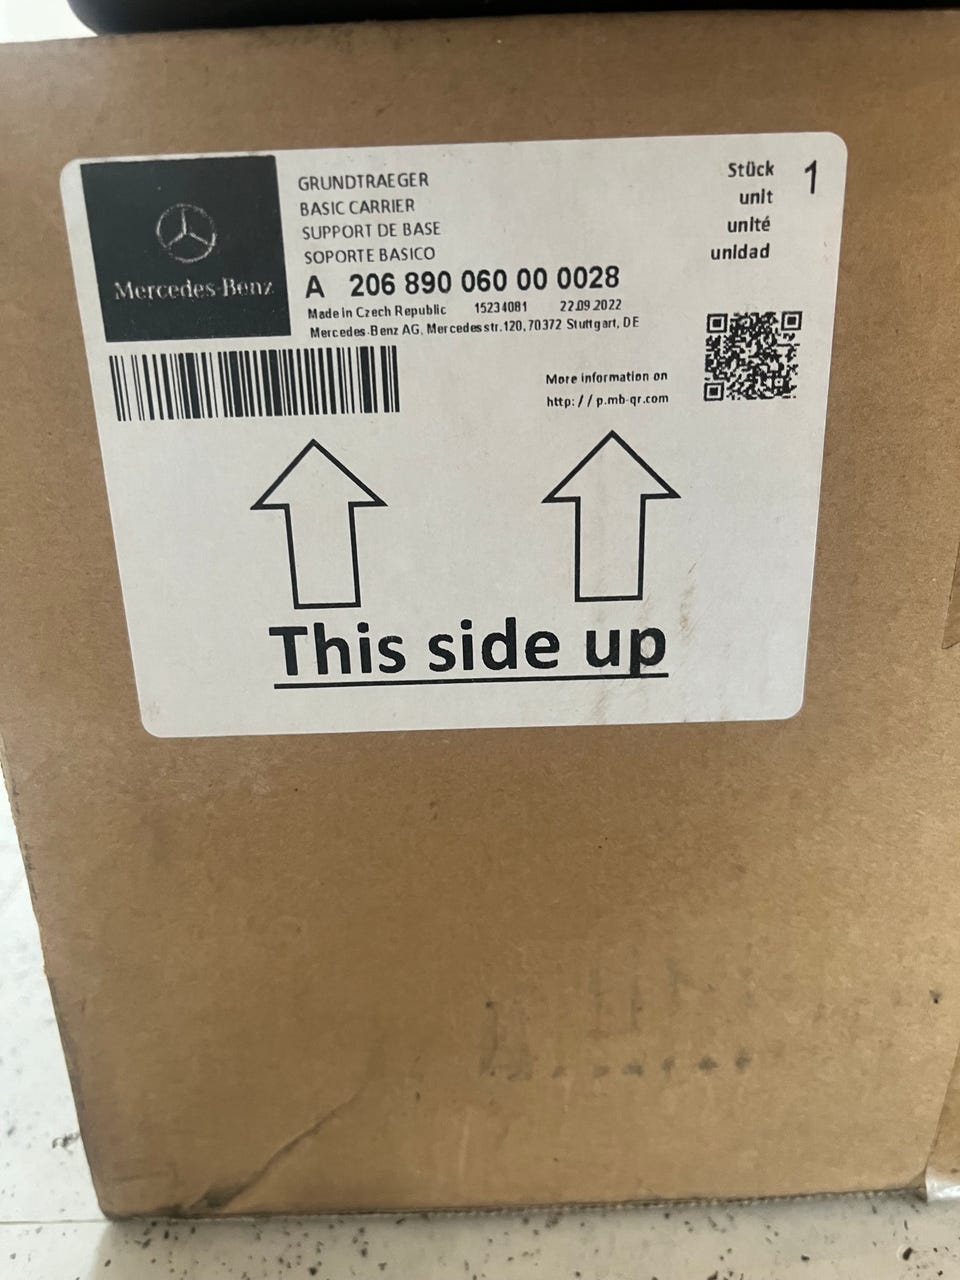 Mercedes-Benz
GRUNDTRAEGER
BASIC CARRIER
SUPPORT DE BASE
SOPORTE BASICO
A 206 890 060 00 0028
Made in Czech Republic 15234081 22.09.2022
Mercedes-Benz AG, Mercedesstr.120, 70372 Stuttgart, DE
Stück 1
unit
unité
unidad
More information on
http: / / p.mb-qr.com
This side up